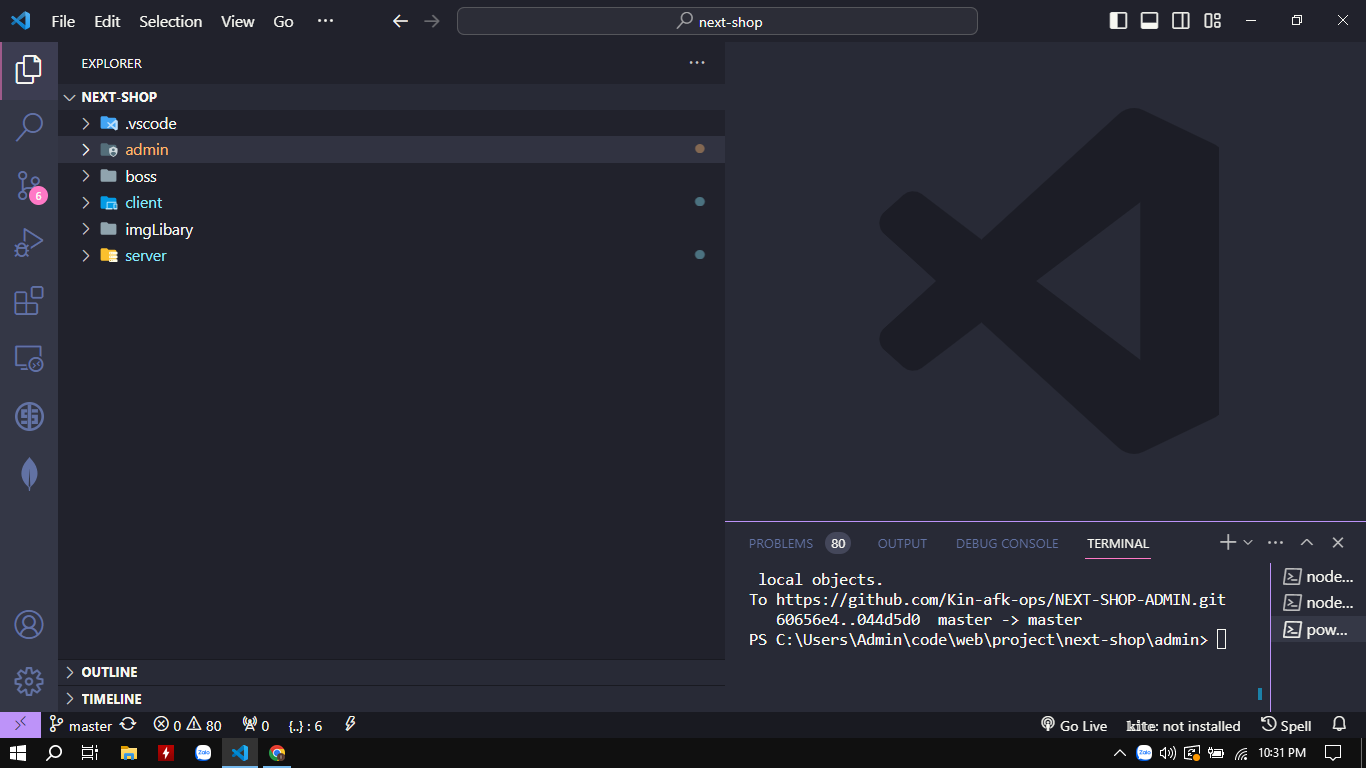 File Edit Selection View Go ···
next-shop
EXPLORER
NEXT-SHOP
.vscode
admin
boss
client
imgLibary
server
6
OUTLINE
TIMELINE
PROBLEMS 80 OUTPUT DEBUG CONSOLE TERMINAL
local objects.
To https://github.com/Kin-afk-ops/NEXT-SHOP-ADMIN.git
60656e4..044d5d0 master -> master
PS C:\Users\Admin\code\web\project\next-shop\admin>
node...
node...
pow...
master 0 80 0 {..} : 6 Go Live kite: not installed Spell
Zalo Zalo 10:31 PM